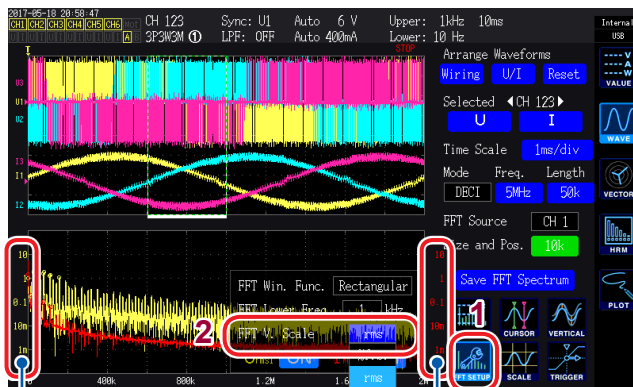 2017-05-18 20:58:47
CH1 CH2 CH3 CH4 CH5 CH6 Mot CH 123 Sync: U1 Auto 6 V Upper: 1kHz 10ms Internal
A B 3P3W3M ① LPF: OFF Auto 400mA Lower: 10 Hz USB
STOP
Arrange Waveforms
Wiring U/I Reset
VALUE
U3
U1
U2
Selected ◀CH 123▶
U I
WAVE
Time Scale 1ms/div
I3
I1
I2
Mode Freq. Length
DECI 5MHz 50k
VECTOR
FFT Source CH 1
Size and Pos. 10k
HRM
10 10
FFT Win. Func. Rectangular
Save FFT Spectrum
1 1
FFT Lower Freq. 1 kHz
PLOT
0.1 0.1
2 FFT V. Scale rms
1
CURSOR VERTICAL
10m 10m
ON
1m 1m
rms
FFT SETUP SCALE TRIGGER
0 400k 800k 1.2M 1.6 2M